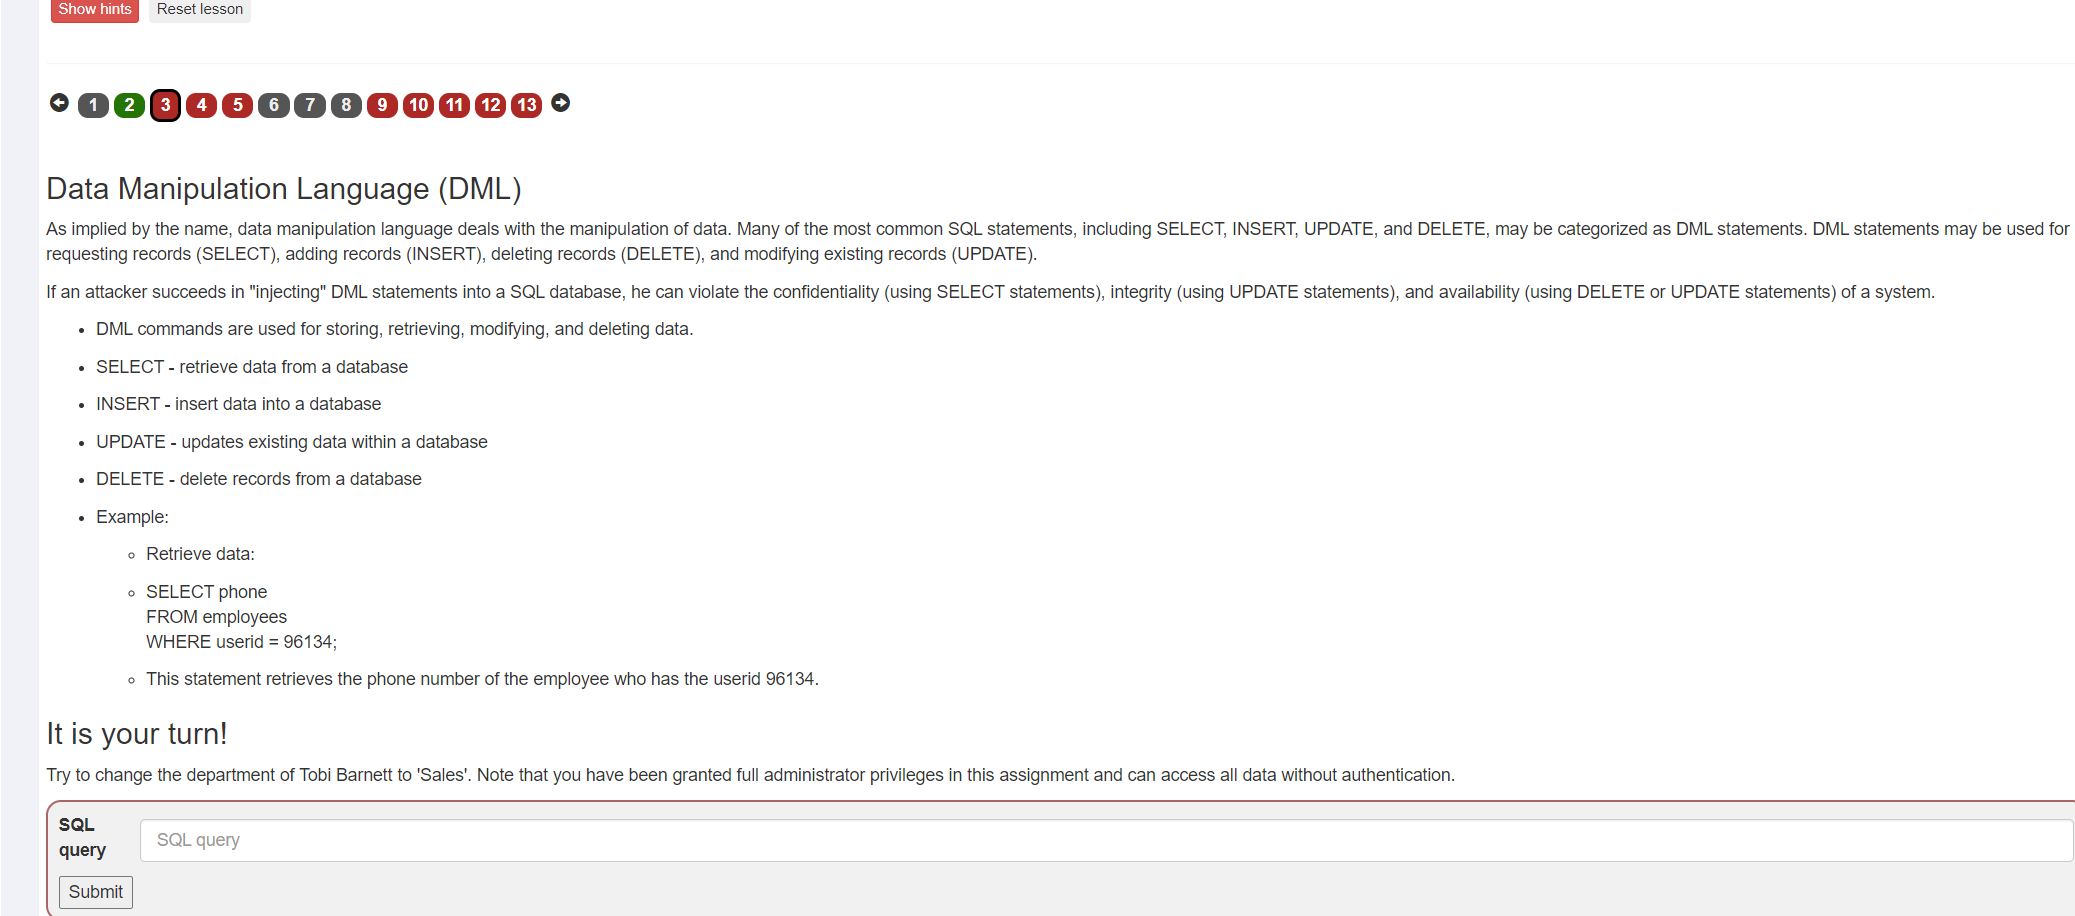 Show hints Reset lesson
1 2 3 4 5 6 7 8 9 10 11 12 13
Data Manipulation Language (DML)
As implied by the name, data manipulation language deals with the manipulation of data. Many of the most common SQL statements, including SELECT, INSERT, UPDATE, and DELETE, may be categorized as DML statements. DML statements may be used for
requesting records (SELECT), adding records (INSERT), deleting records (DELETE), and modifying existing records (UPDATE).
If an attacker succeeds in "injecting" DML statements into a SQL database, he can violate the confidentiality (using SELECT statements), integrity (using UPDATE statements), and availability (using DELETE or UPDATE statements) of a system.
• DML commands are used for storing, retrieving, modifying, and deleting data.
• SELECT - retrieve data from a database
• INSERT - insert data into a database
• UPDATE - updates existing data within a database
• DELETE - delete records from a database
• Example:
◦ Retrieve data:
◦ SELECT phone
FROM employees
WHERE userid = 96134;
◦ This statement retrieves the phone number of the employee who has the userid 96134.
It is your turn!
Try to change the department of Tobi Barnett to 'Sales'. Note that you have been granted full administrator privileges in this assignment and can access all data without authentication.
SQL
query
SQL query
Submit